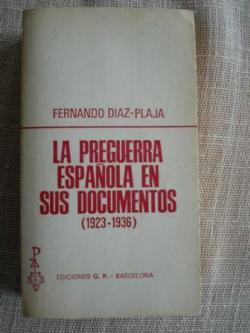 FERNANDO DIAZ-PLAJA
LA PREGUERRA
ESPAÑOLA EN
SUS DOCUMENTOS
(1923-1936)
EDICIONES G. P. - BARCELONA